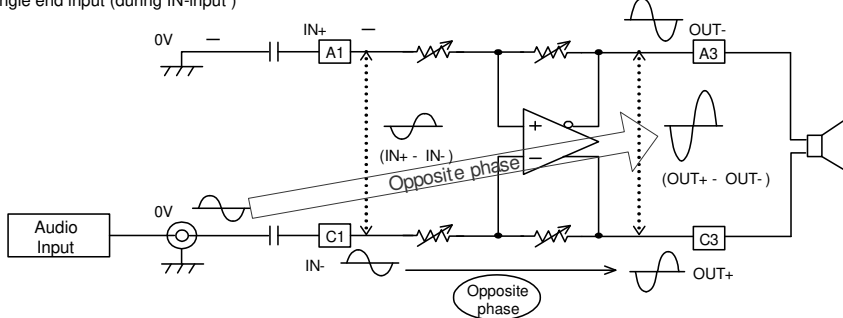 ngle end input (during IN-input )
0V
IN+
A1
OUT-
A3
+
−
(IN+ - IN- )
Opposite phase
(OUT+ - OUT- )
0V
Audio
Input
C1
IN-
C3
OUT+
Opposite
phase